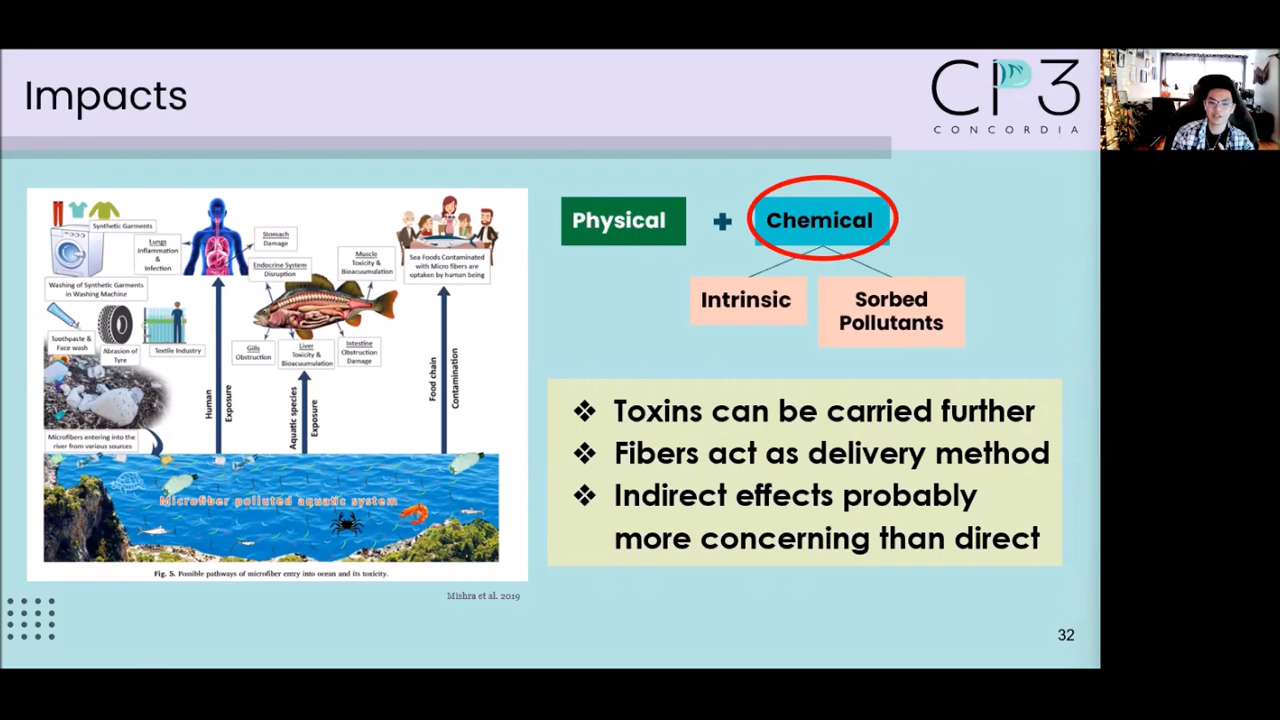 Impacts
CP3
CONCORDIA
Synthetic Garments
Washing of Synthetic Garments
in Washing Machine
Toothpaste &
Face wash
Abrasion of
Tyre
Textile Industry
Microfibers entering into the
river from various sources
Lungs
Inflammation
&
Infection
Stomach
Damage
Endocrine System
Disruption
Muscle
Toxicity &
Bioacuumulation
Gills
Obstruction
Liver
Toxicity &
Bioaccumulation
Intestine
Obstruction
Damage
Sea Foods Contaminated
with Micro fibers are
uptaken by human being
Human
Exposure
Aquatic species
Exposure
Food chain
Contamination
Microfiber polluted aquatic system
Fig. 5. Possible pathways of microfiber entry into ocean and its toxicity.
Mishra et al. 2019
Physical + Chemical
Intrinsic
Sorbed
Pollutants
❖ Toxins can be carried further
❖ Fibers act as delivery method
❖ Indirect effects probably
more concerning than direct
32